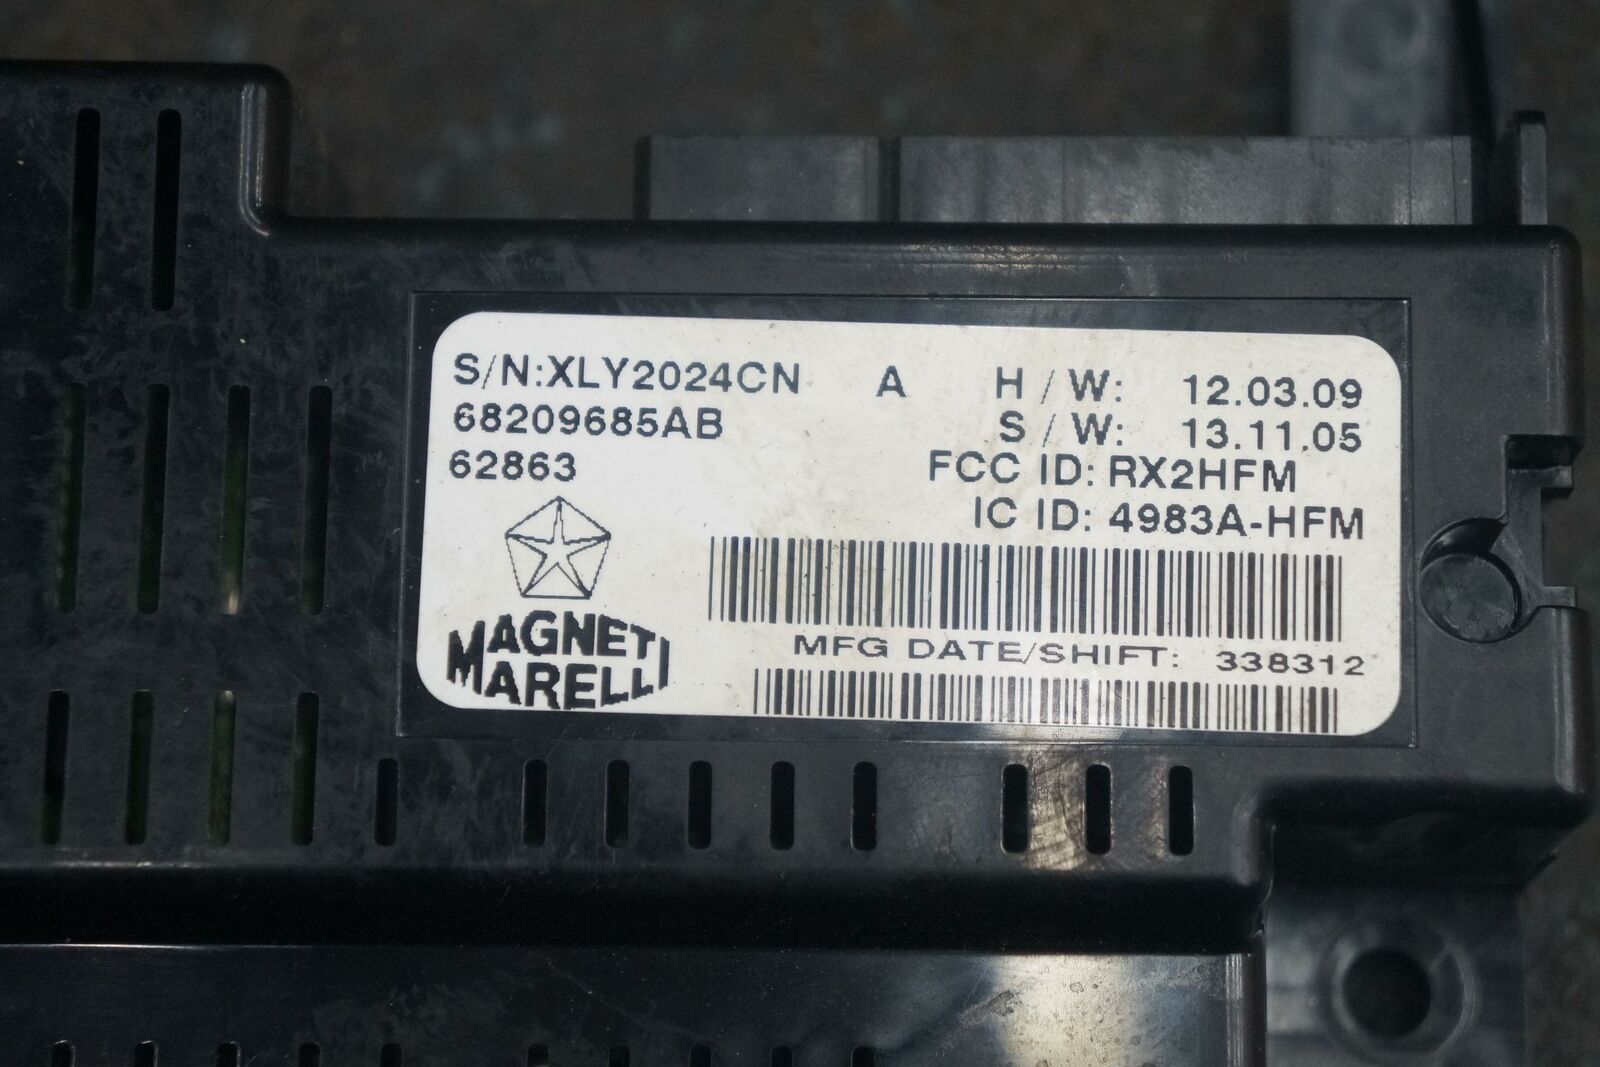 S/N:XLY2024CN A H/W: 12.03.09
68209685AB S/W: 13.11.05
62863 FCC ID: RX2HFM
IC ID: 4983A-HFM
MAGNETI
MARELLI
MFG DATE/SHIFT: 338312